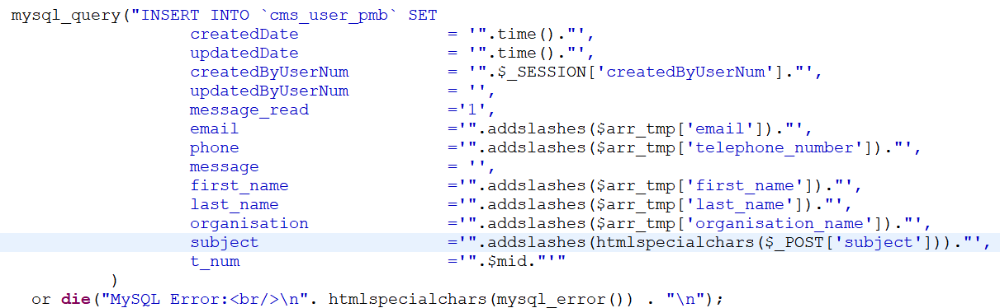 mysql_query("INSERT INTO `cms_user_pmb` SET
createdDate = '".time()."',
updatedDate = '".time()."',
createdByUserNum = '".$_SESSION['createdByUserNum']."',
updatedByUserNum = '',
message_read ='1',
email ='".addslashes($arr_tmp['email'])."',
phone ='".addslashes($arr_tmp['telephone_number'])."',
message = '',
first_name ='".addslashes($arr_tmp['first_name'])."',
last_name ='".addslashes($arr_tmp['last_name'])."',
organisation ='".addslashes($arr_tmp['organisation_name'])."',
subject ='".addslashes(htmlspecialchars($_POST['subject']))."',
t_num ='".$mid."'"
)
or die("MySQL Error:<br/>\n". htmlspecialchars(mysql_error()) . "\n");